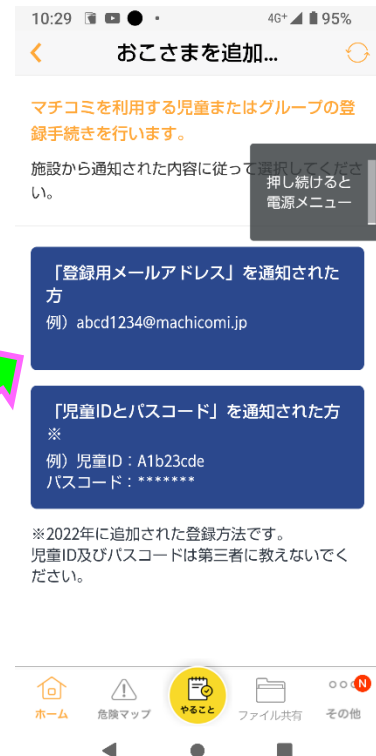 10:29 4G+ 95%
おこさまを追加...
マチコミを利用する児童またはグループの登
録手続きを行います。
施設から通知された内容に従って選択してくださ
い。
押し続けると
電源メニュー
「登録用メールアドレス」を通知された
方
例）abcd1234@machicomi.jp
「児童IDとパスコード」を通知された方
※
例）児童ID：A1b23cde
パスコード：*******
※2022年に追加された登録方法です。
児童ID及びパスコードは第三者に教えないでく
ださい。
N
ホーム 危険マップ やること ファイル共有 その他